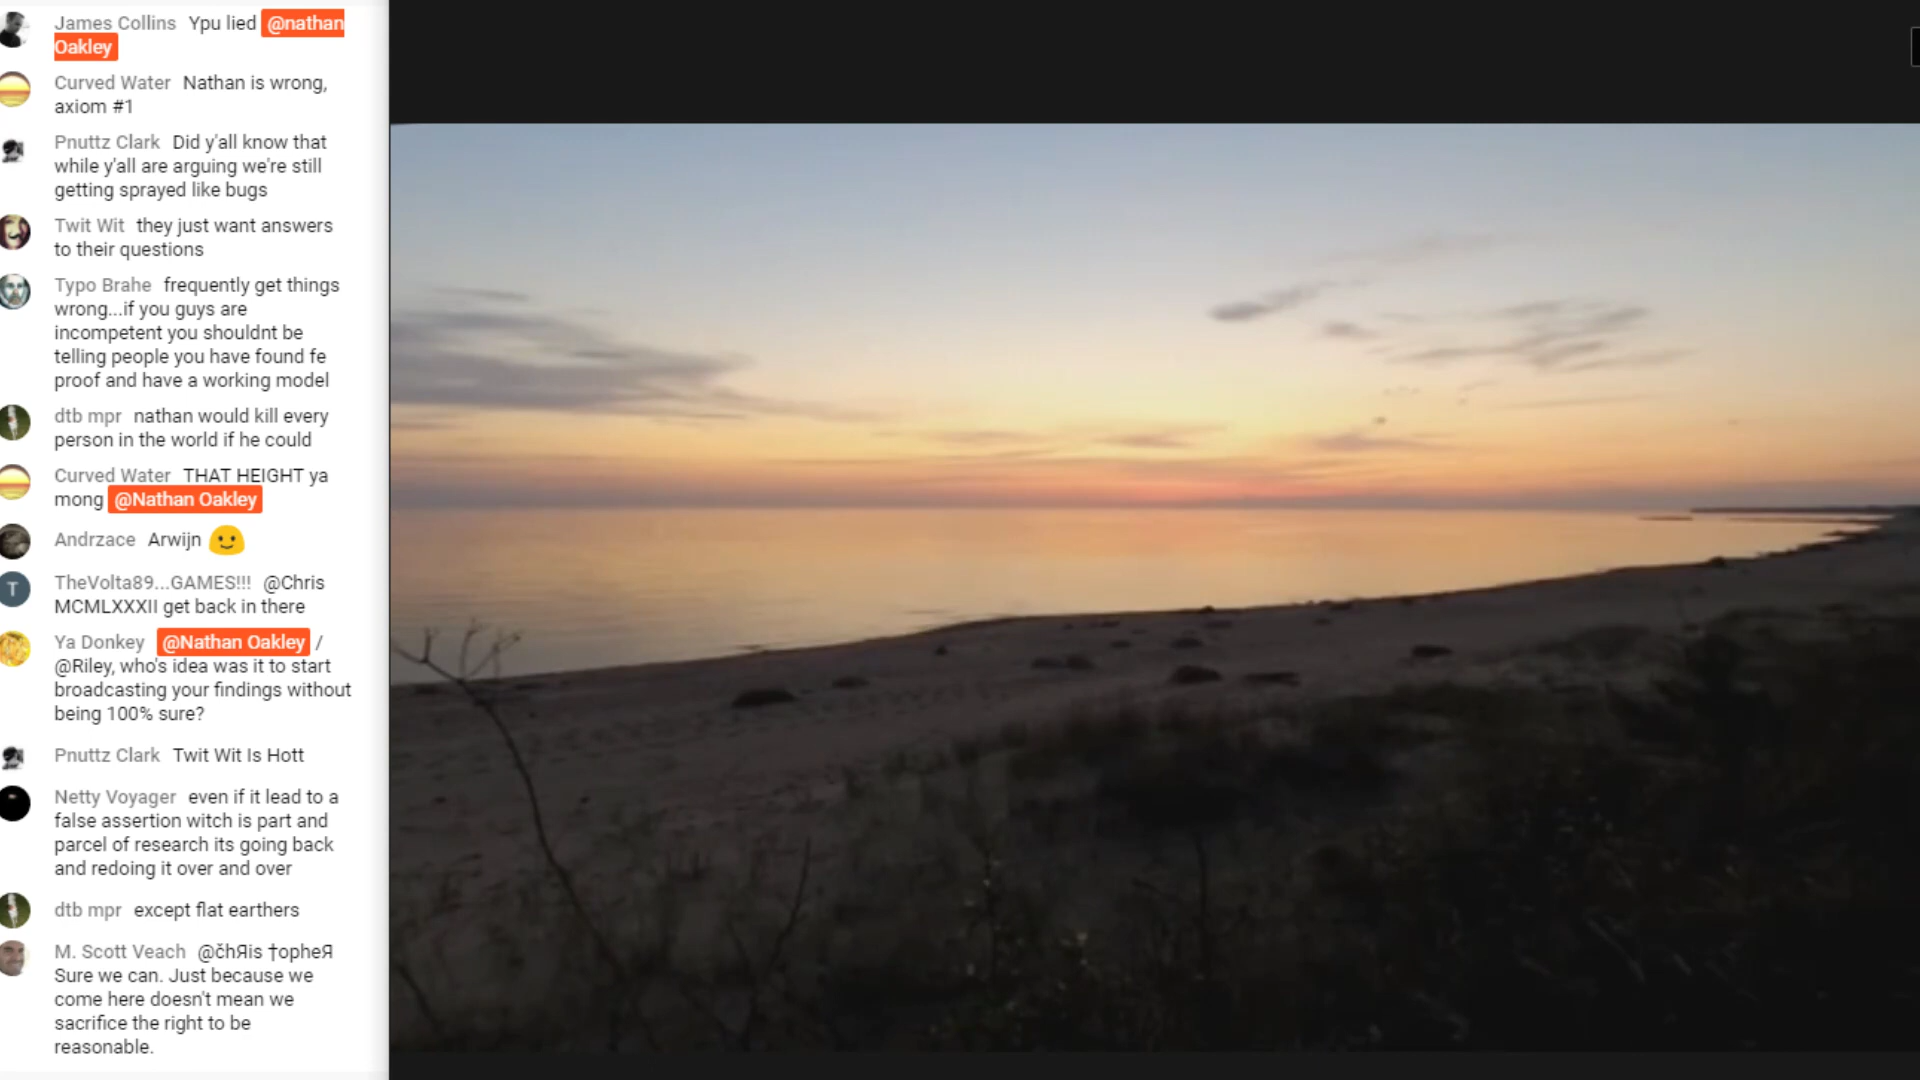 James Collins Ypu lied @nathan
Oakley
Curved Water Nathan is wrong,
axiom #1
Pnuttz Clark Did y'all know that
while y'all are arguing we're still
getting sprayed like bugs
Twit Wit they just want answers
to their questions
Typo Brahe frequently get things
wrong...if you guys are
incompetent you shouldnt be
telling people you have found fe
proof and have a working model
dtb mpr nathan would kill every
person in the world if he could
Curved Water THAT HEIGHT ya
mong @Nathan Oakley
Andrzace Arwijn
T
TheVolta89...GAMES!!! @Chris
MCMLXXXII get back in there
Ya Donkey @Nathan Oakley /
@Riley, who's idea was it to start
broadcasting your findings without
being 100% sure?
Pnuttz Clark Twit Wit Is Hott
Netty Voyager even if it lead to a
false assertion witch is part and
parcel of research its going back
and redoing it over and over
dtb mpr except flat earthers
M. Scott Veach @čhЯis †opheЯ
Sure we can. Just because we
come here doesn't mean we
sacrifice the right to be
reasonable.